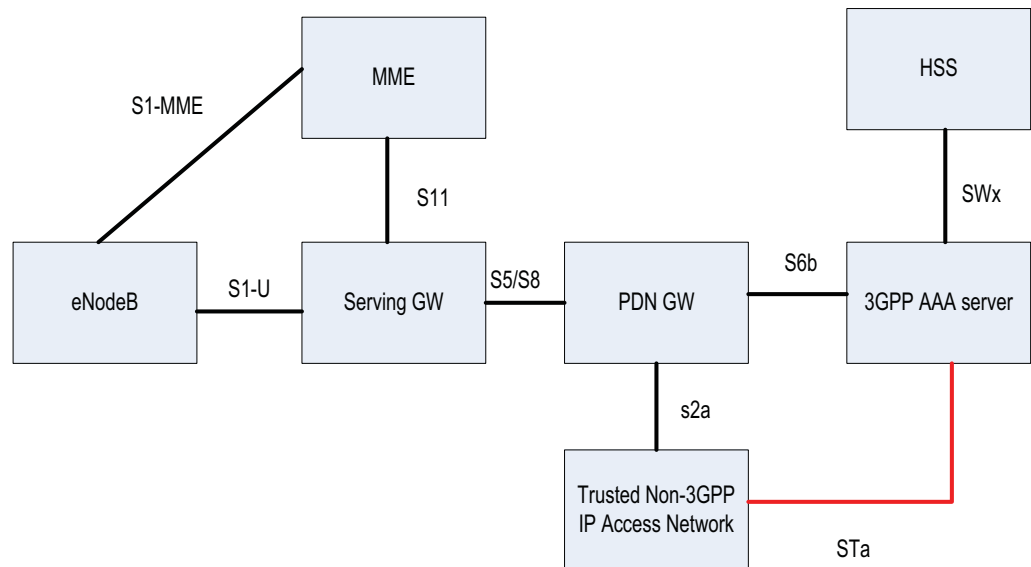 MME
HSS
S1-MME
S11
SWx
eNodeB
S1-U
Serving GW
S5/S8
PDN GW
S6b
3GPP AAA server
s2a
Trusted Non-3GPP
IP Access Network
STa